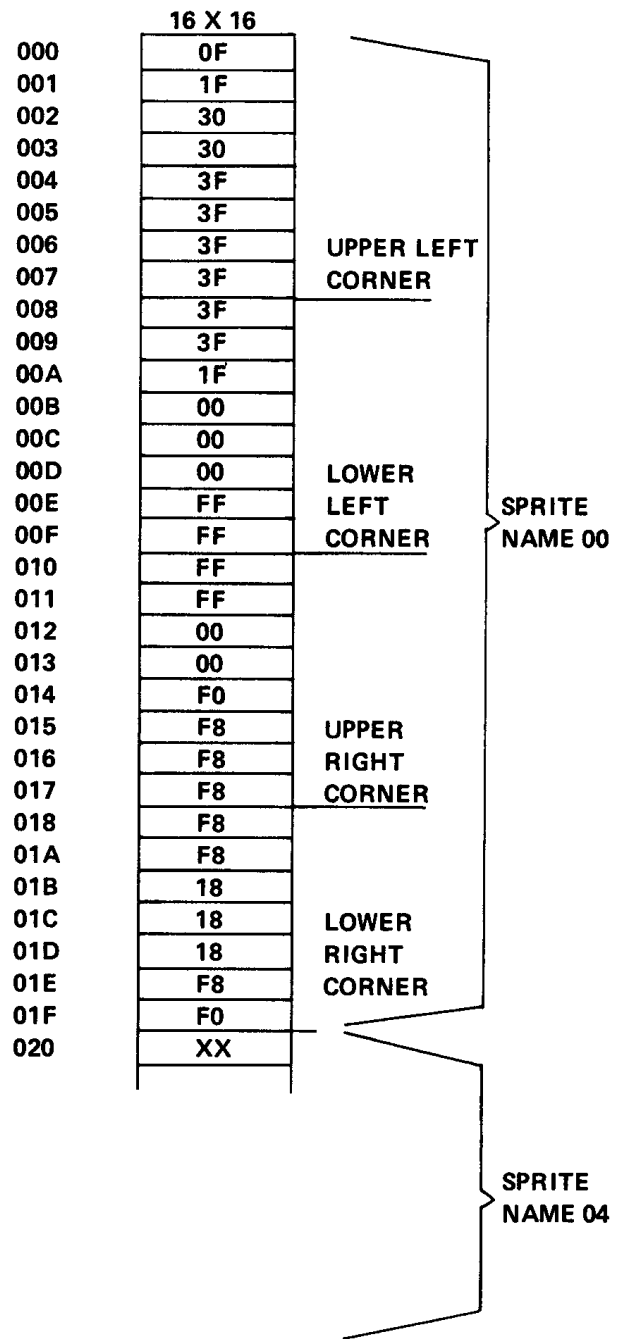 16 X 16
000 0F
001 1F
002 30
003 30
004 3F
005 3F
006 3F UPPER LEFT
007 3F CORNER
008 3F
009 3F
00A 1F
00B 00
00C 00
00D 00 LOWER
00E FF LEFT SPRITE
00F FF CORNER NAME 00
010 FF
011 FF
012 00
013 00
014 F0
015 F8 UPPER
016 F8 RIGHT
017 F8 CORNER
018 F8
01A F8
01B 18
01C 18 LOWER
01D 18 RIGHT
01E F8 CORNER
01F F0
020 XX
SPRITE
NAME 04